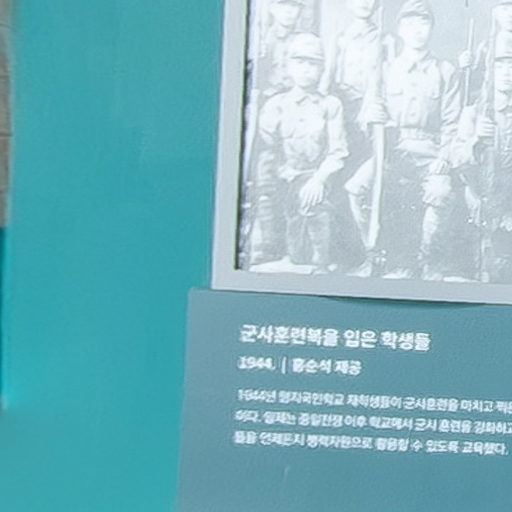 군사훈련복을 입은 학생들
1944. | 홍순석 제공
1944년 명지국민학교 재학생들이 군사훈련을 마치고 찍은
이다. 일제는 중일전쟁 이후 학교에서 군사 훈련을 강화하고
들을 언제든지 병력자원으로 활용할 수 있도록 교육했다.